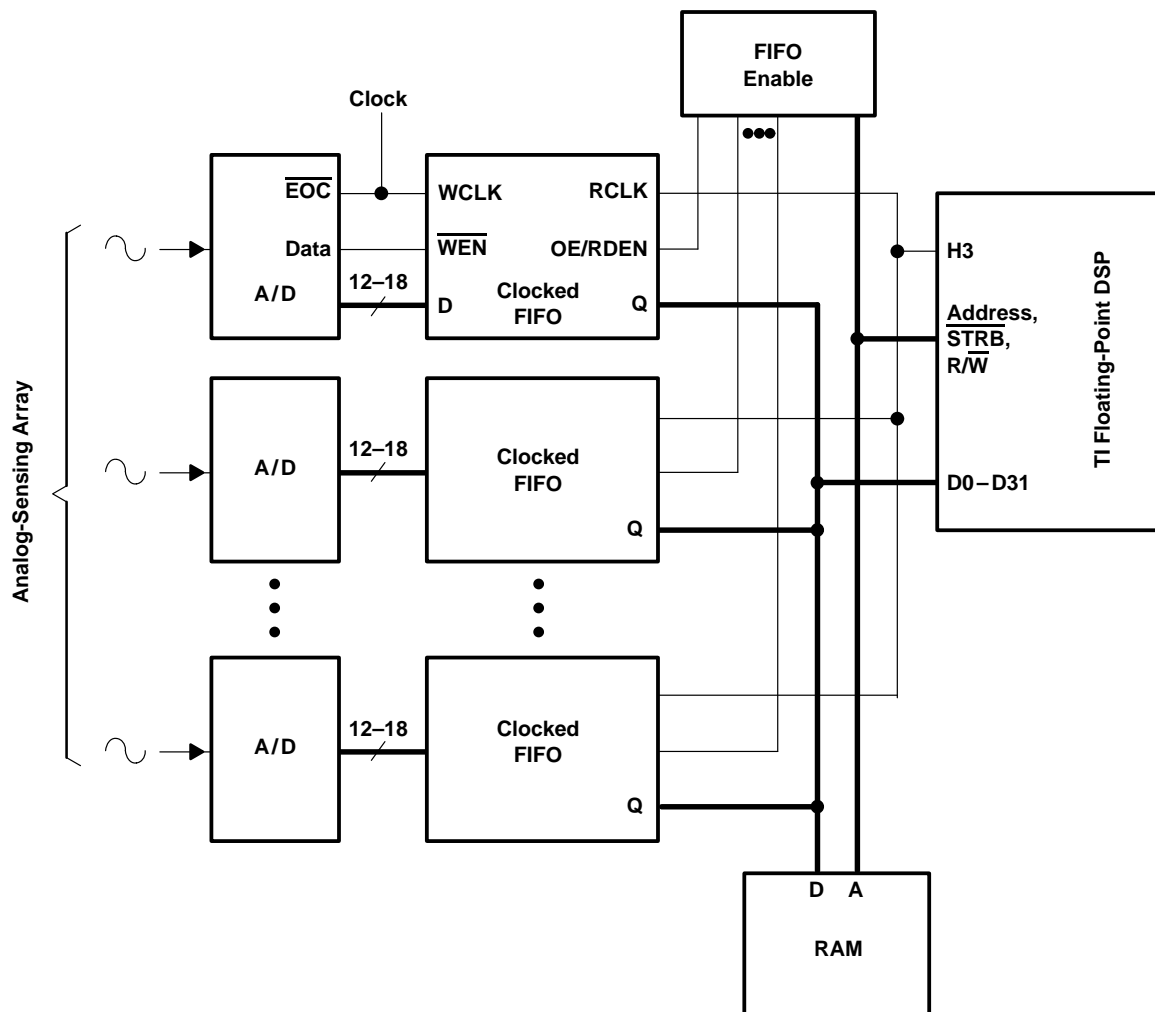 FIFO
Enable
Clock
EOC
WCLK
RCLK
Data
WEN
OE/RDEN
H3
12–18
A/D
D
Clocked
FIFO
Q
Address,
STRB,
R/W
TI Floating-Point DSP
Analog-Sensing Array
A/D
12–18
Clocked
FIFO
D0–D31
Q
A/D
12–18
Clocked
FIFO
Q
D A
RAM